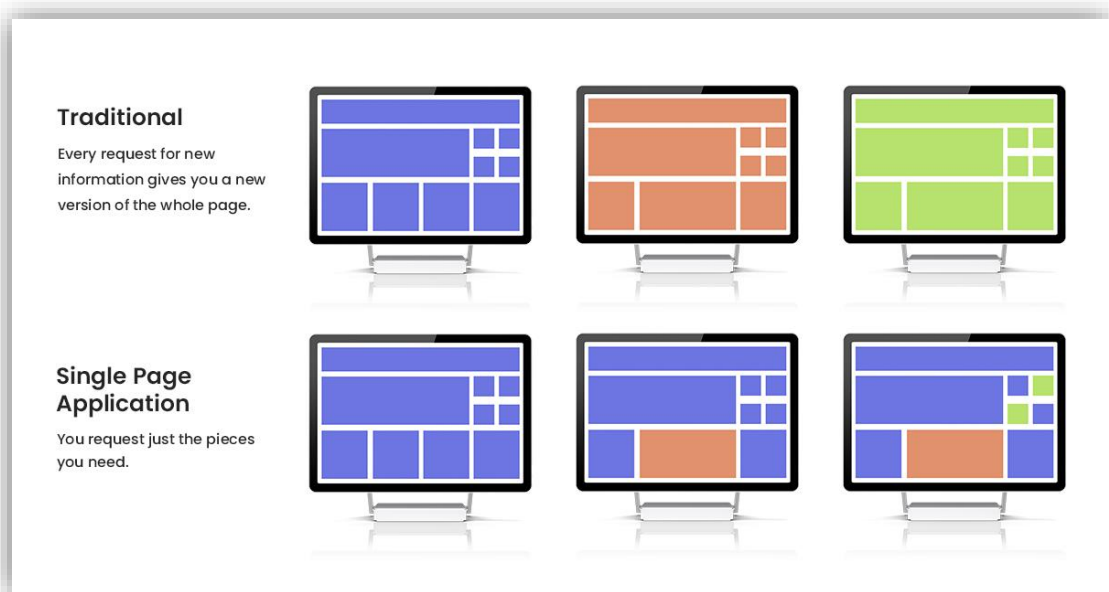 Traditional
Every request for new
information gives you a new
version of the whole page.
Single Page
Application
You request just the pieces
you need.